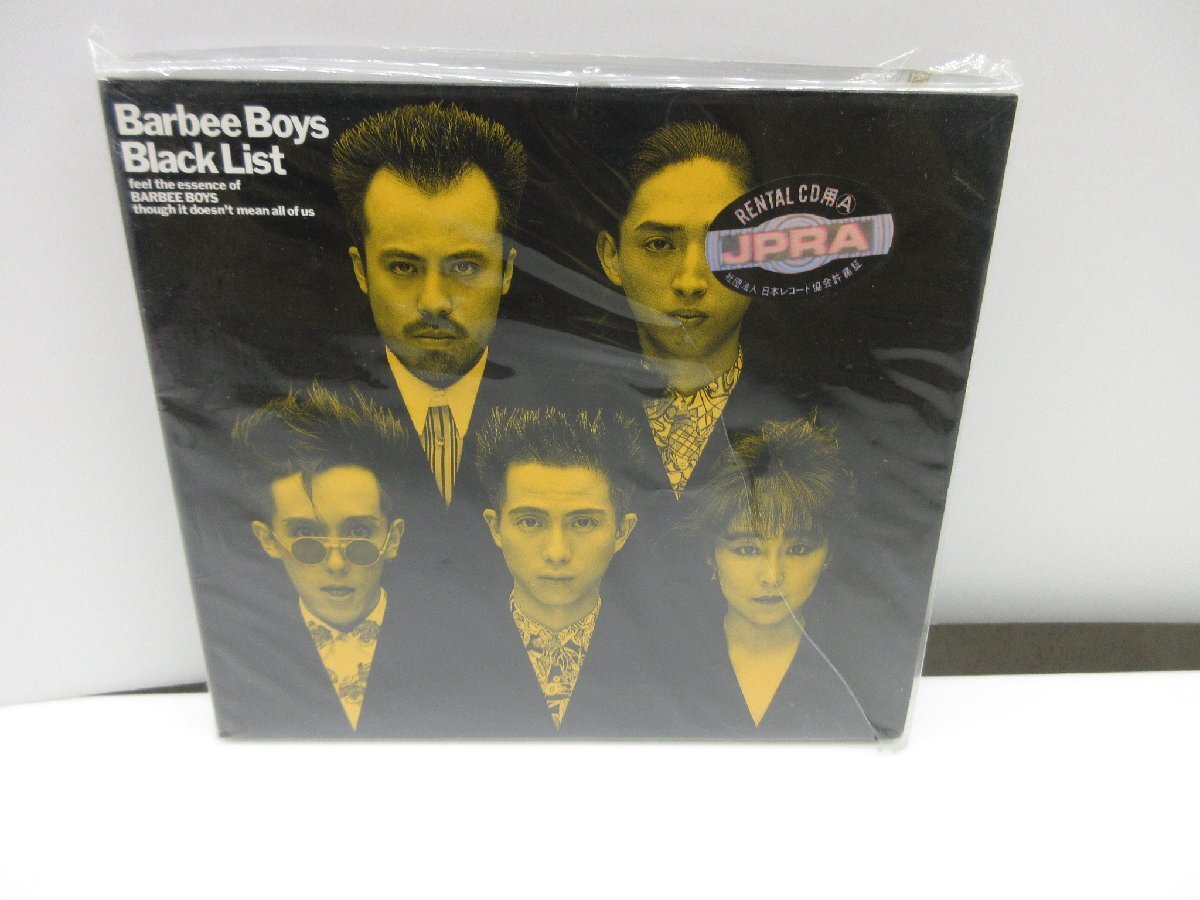 Barbee Boys
Black List
feel the essence of
BARBEE BOYS
though it doesn't mean all of us
RENTAL CD用Ⓐ
JPRA
社団法人 日本レコード協会許諾証